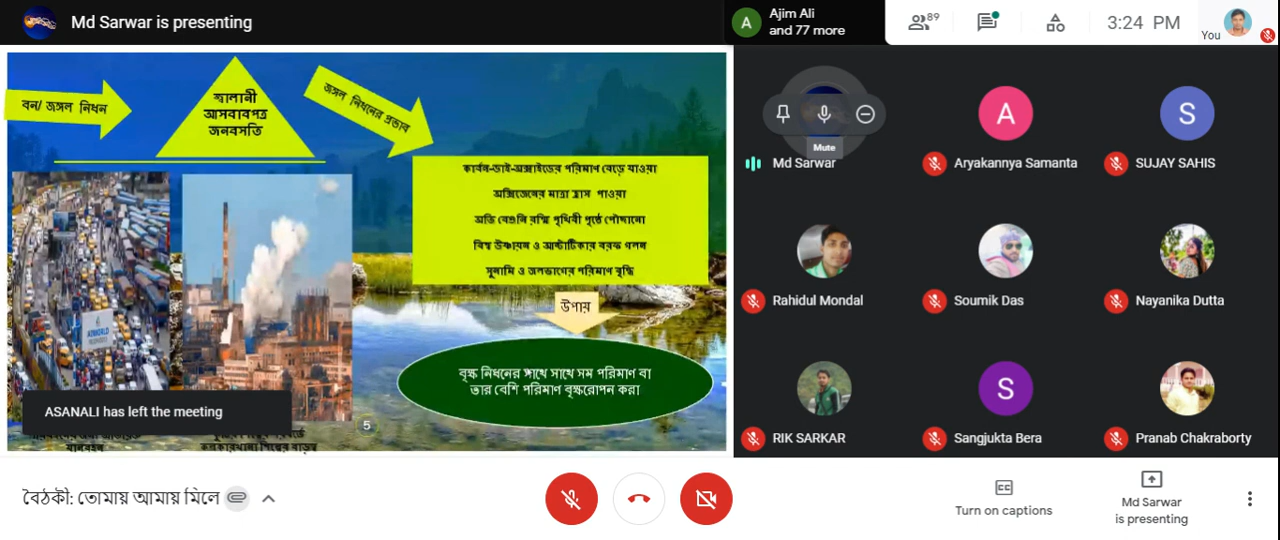 Md Sarwar is presenting
A
Ajim Ali
and 77 more
89
3:24 PM
You
বন/ জঙ্গল নিধন
জ্বালানী
আসবাবপত্র
জনবসতি
জঙ্গল নিধনের প্রভাব
কার্বন-ডাই-অক্সাইডের পরিমাণ বেড়ে যাওয়া
অক্সিজেনের মাত্রা হ্রাস পাওয়া
অতি বেগুনি রশ্মি পৃথিবী পৃষ্ঠে পৌছানো
বিশ্ব উষ্ণায়ন ও আন্টার্টিকার বরফ গলন
সুনামি ও জলভাগের পরিমাণ বৃদ্ধি
উপায়
বৃক্ষ নিধনের সাথে সাথে সম পরিমাণ বা
তার বেশি পরিমাণ বৃক্ষরোপন করা
ASANALI has left the meeting
5
Mute
Md Sarwar
A
Aryakannya Samanta
S
SUJAY SAHIS
Rahidul Mondal
Soumik Das
Nayanika Dutta
RIK SARKAR
S
Sangjukta Bera
Pranab Chakraborty
বৈঠকী: তোমায় আমায় মিলে
CC
Turn on captions
Md Sarwar
is presenting